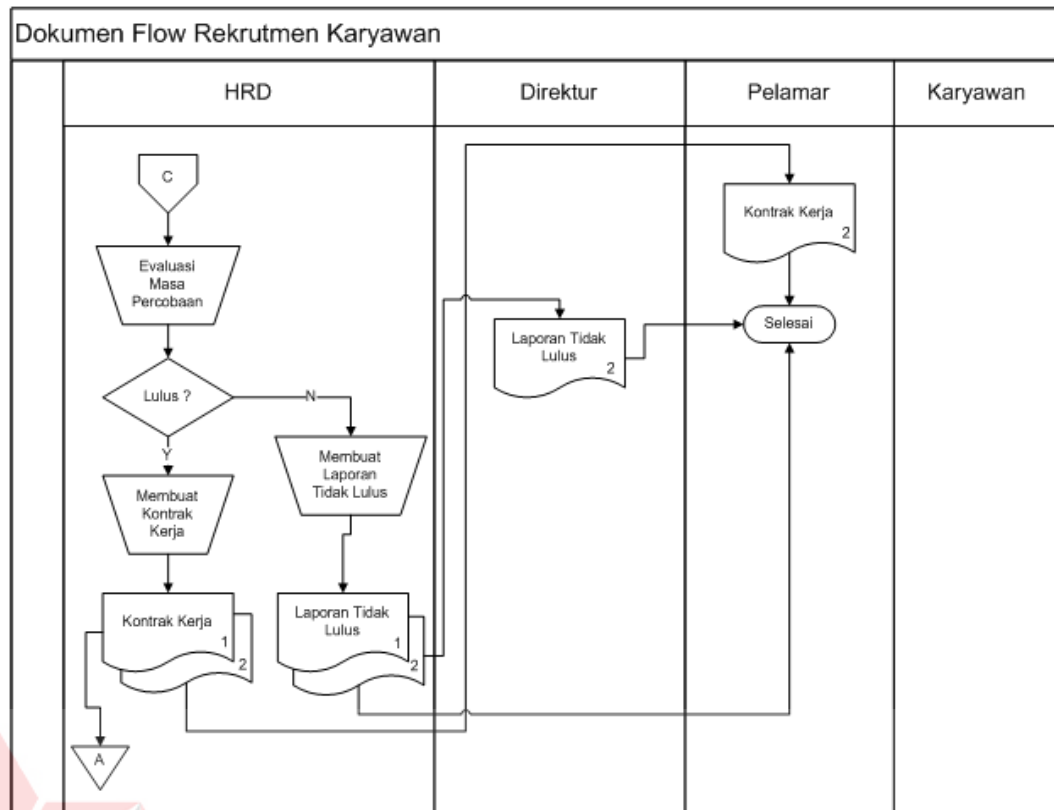 Dokumen Flow Rekrutmen Karyawan
HRD
Direktur
Pelamar
Karyawan
C
Evaluasi
Masa
Percobaan
Lulus ?
N
Y
Membuat
Kontrak
Kerja
Membuat
Laporan
Tidak Lulus
Kontrak Kerja
1
2
Laporan Tidak
Lulus
1
2
A
Laporan Tidak
Lulus
2
Kontrak Kerja
2
Selesai